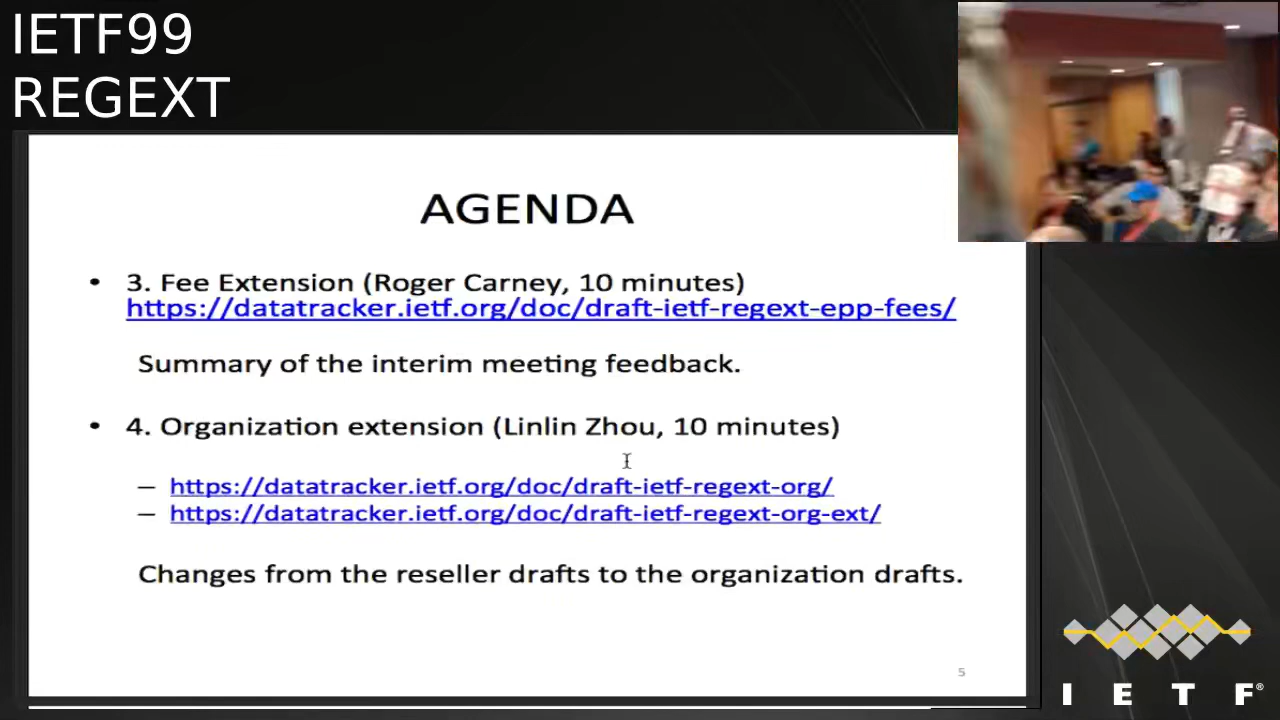 IETF99
REGEXT
AGENDA
• 3. Fee Extension (Roger Carney, 10 minutes)
https://datatracker.ietf.org/doc/draft-ietf-regext-epp-fees/
Summary of the interim meeting feedback.
• 4. Organization extension (Linlin Zhou, 10 minutes)
– https://datatracker.ietf.org/doc/draft-ietf-regext-org/
– https://datatracker.ietf.org/doc/draft-ietf-regext-org-ext/
Changes from the reseller drafts to the organization drafts.
5
I E T F®